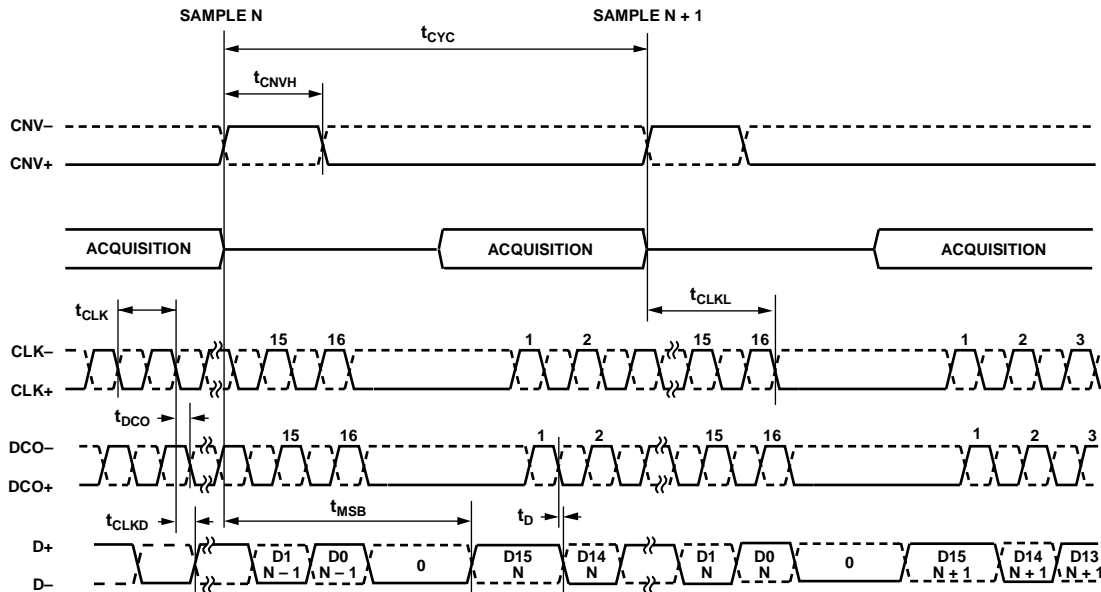 SAMPLE N SAMPLE N + 1
tCYC
tCNVH
CNV–
CNV+
ACQUISITION ACQUISITION ACQUISITION
tCLK tCLKL
15 16 1 2 15 16 1 2 3
CLK–
CLK+
tDCO
15 16 1 2 15 16 1 2 3
DCO–
DCO+
tCLKD tMSB tD
D+
D–
D1 N – 1
D0 N – 1
0
D15 N
D14 N
D1 N
D0 N
0
D15 N + 1
D14 N + 1
D13 N + 1